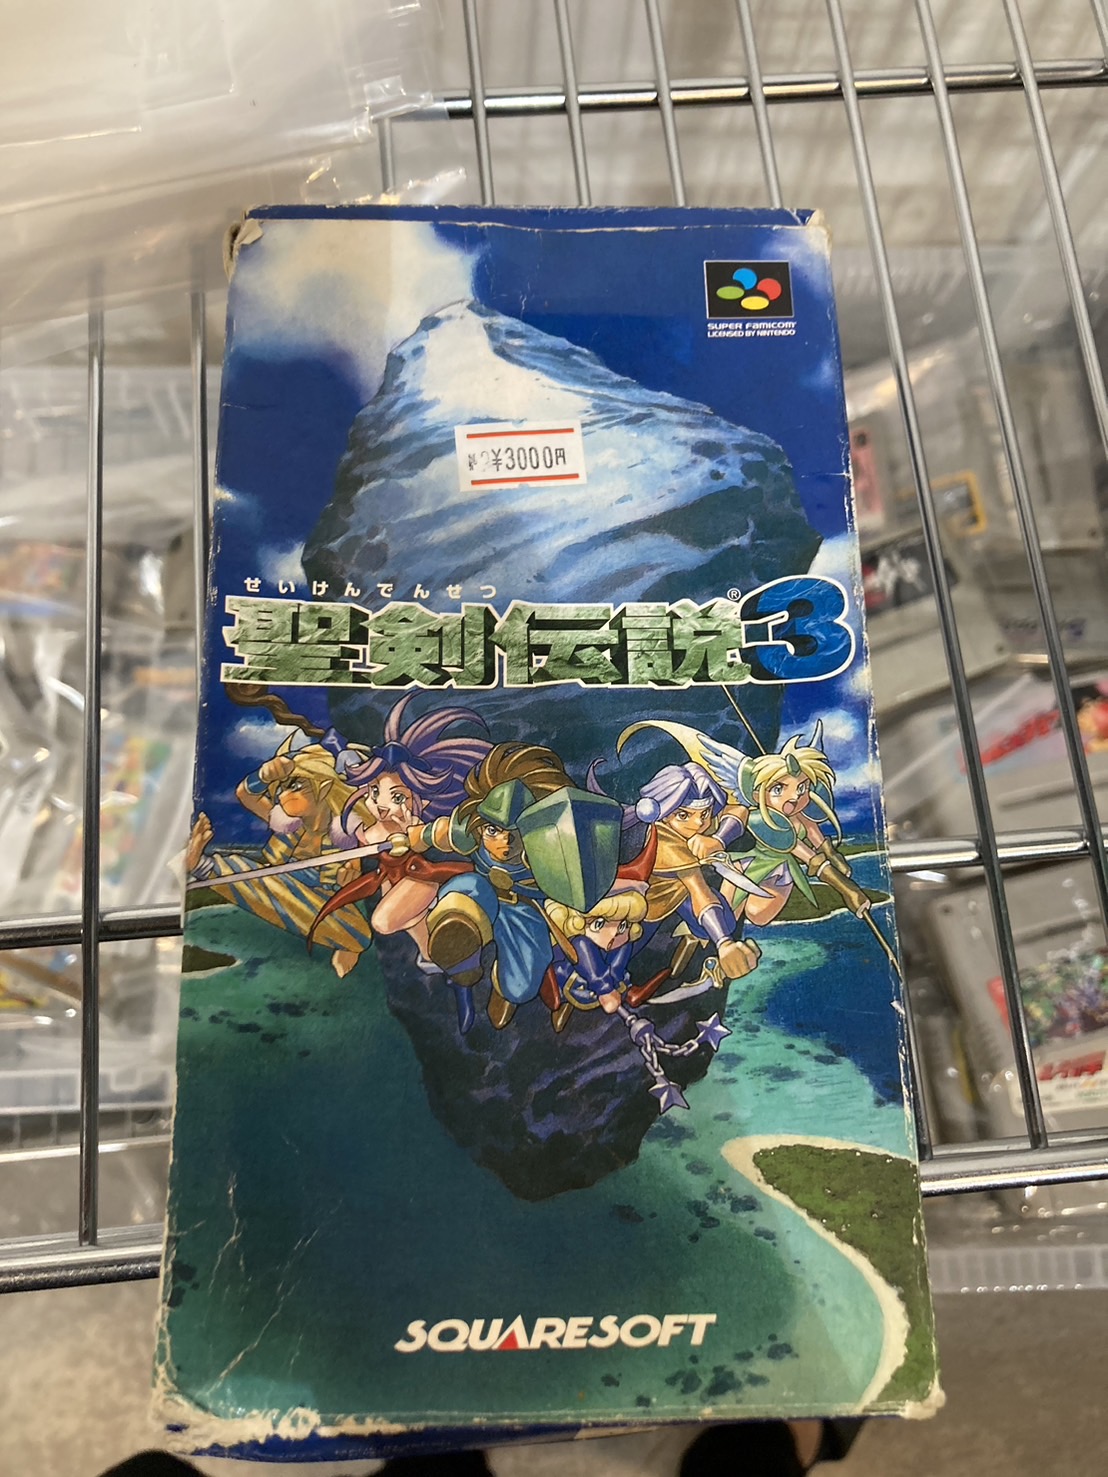 SUPER FAMICOM
LICENSED BY NINTENDO
¥3000円
せいけんでんせつ
聖剣伝説®3
SQUARESOFT